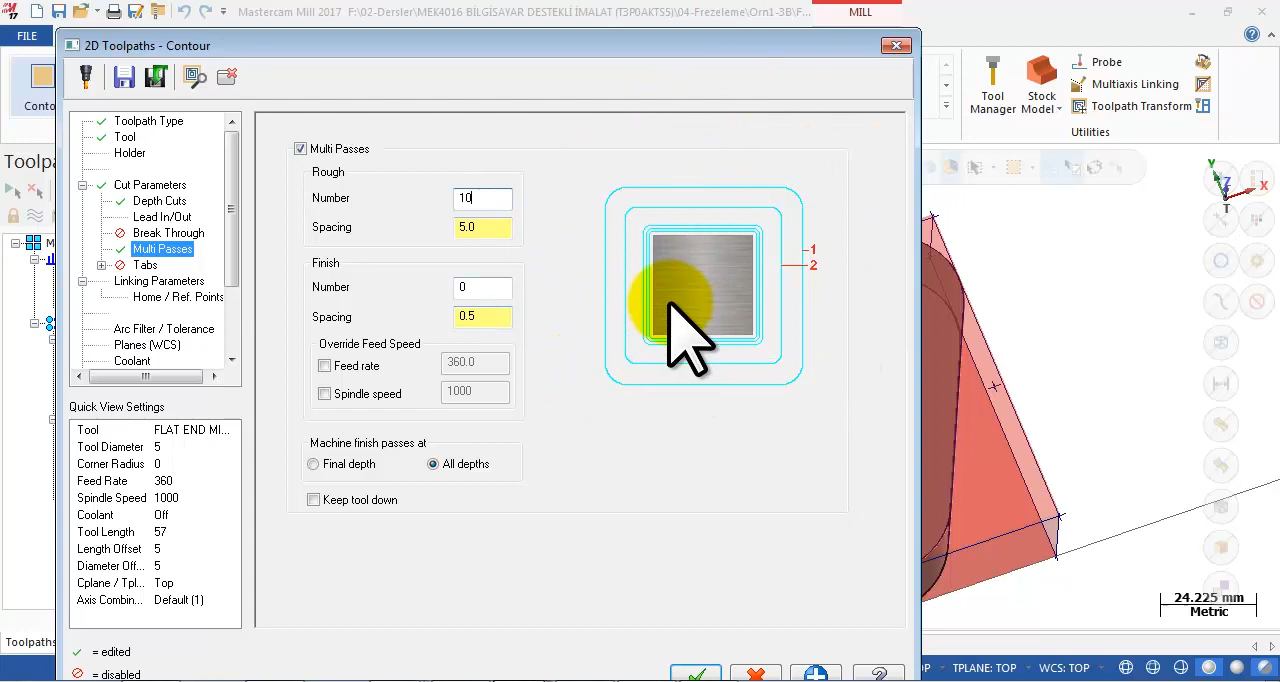 Mastercam Mill 2017 F:\02-Dersler\MEK4016 BİLGİSAYAR DESTEKLİ İMALAT (T3P0AKTS5)\04-Frezeleme\Orn1-3B\F...
MILL
FILE
2D Toolpaths - Contour
Conto
Probe
Multiaxis Linking
Toolpath Transform
Tool
Manager
Stock
Model
Utilities
Toolpa
Toolpath Type
Tool
Holder
Cut Parameters
Depth Cuts
Lead In/Out
Break Through
Multi Passes
Tabs
Linking Parameters
Home / Ref. Points
Arc Filter / Tolerance
Planes (WCS)
Coolant
Quick View Settings
Tool FLAT END MI...
Tool Diameter 5
Corner Radius 0
Feed Rate 360
Spindle Speed 1000
Coolant Off
Tool Length 57
Length Offset 5
Diameter Off... 5
Cplane / Tpl... Top
Axis Combin... Default (1)
= edited
= disabled
Multi Passes
Rough
Number 10
Spacing 5.0
Finish
Number 0
Spacing 0.5
Override Feed Speed
Feed rate 360.0
Spindle speed 1000
Machine finish passes at
Final depth All depths
Keep tool down
1
2
Y
Z
X
T
24.225 mm
Metric
Toolpaths
TPLANE: TOP WCS: TOP